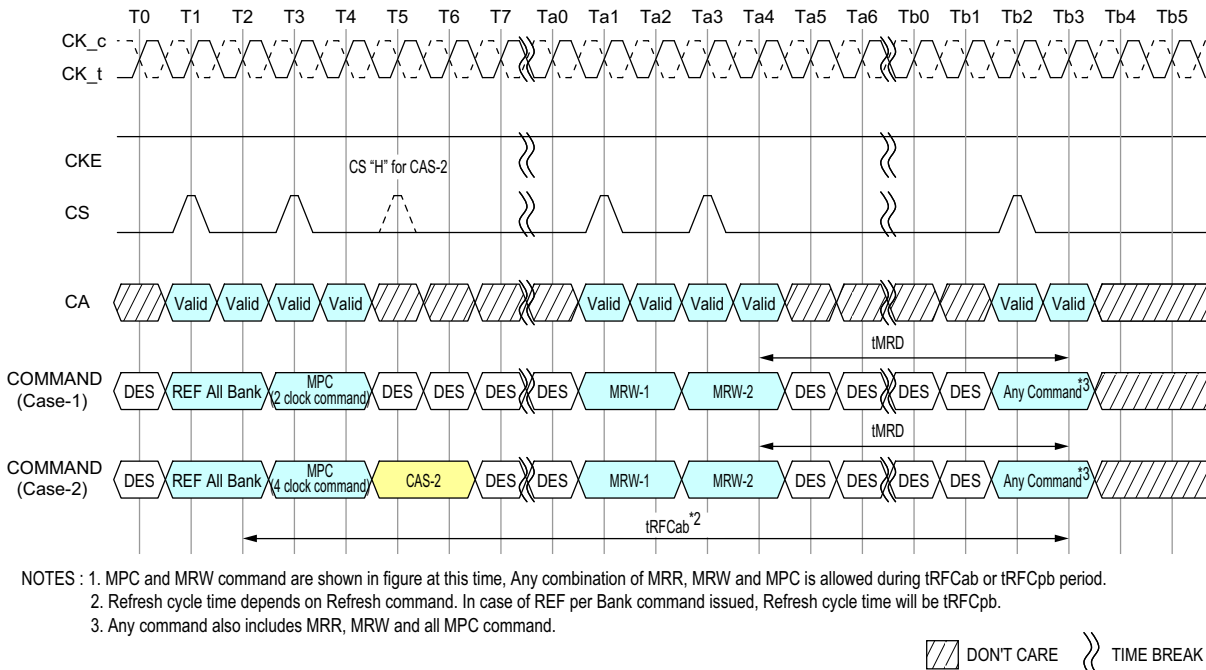 T0 T1 T2 T3 T4 T5 T6 T7 Ta0 Ta1 Ta2 Ta3 Ta4 Ta5 Ta6 Tb0 Tb1 Tb2 Tb3 Tb4 Tb5
CK_c
CK_t
CKE
CS “H” for CAS-2
CS
CA Valid Valid Valid Valid Valid Valid Valid Valid Valid Valid
tMRD
COMMAND
(Case-1)
DES REF All Bank MPC
(2 clock command) DES DES DES DES MRW-1 MRW-2 DES DES DES DES Any Command*3
tMRD
COMMAND
(Case-2)
DES REF All Bank MPC
(4 clock command) CAS-2 DES DES MRW-1 MRW-2 DES DES DES DES Any Command*3
tRFCab*2
NOTES : 1. MPC and MRW command are shown in figure at this time, Any combination of MRR, MRW and MPC is allowed during tRFCab or tRFCpb period.
2. Refresh cycle time depends on Refresh command. In case of REF per Bank command issued, Refresh cycle time will be tRFCpb.
3. Any command also includes MRR, MRW and all MPC command.
DON'T CARE TIME BREAK